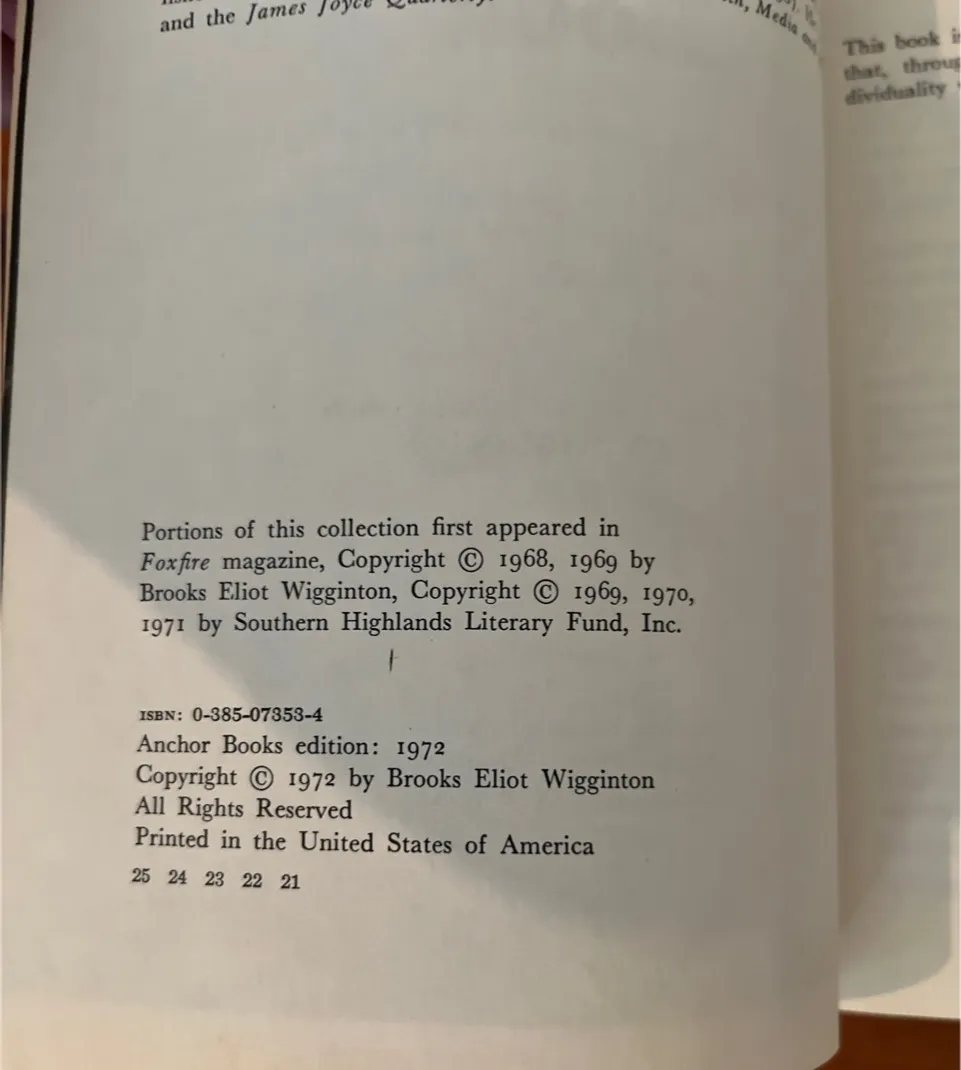 and the James Joyce
, Media
This book
that,
dividuality
Portions of this collection first appeared in
Foxfire magazine, Copyright © 1968, 1969 by
Brooks Eliot Wigginton, Copyright © 1969, 1970,
1971 by Southern Highlands Literary Fund, Inc.
ISBN: 0-385-07353-4
Anchor Books edition: 1972
Copyright © 1972 by Brooks Eliot Wigginton
All Rights Reserved
Printed in the United States of America
25 24 23 22 21